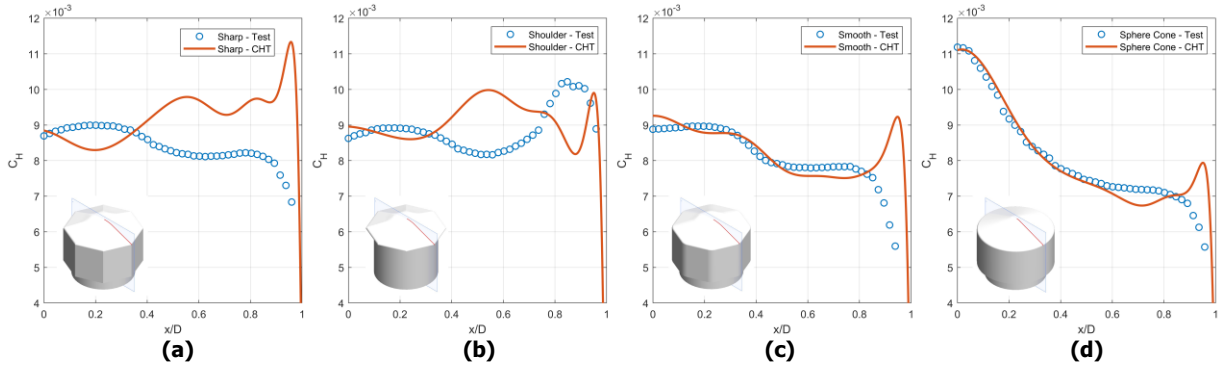 ×10⁻³
12
11
10
9
8
7
6
5
4
C_H
Sharp - Test
Sharp - CHT
0 0.2 0.4 0.6 0.8 1
x/D
(a)
×10⁻³
12
11
10
9
8
7
6
5
4
C_H
Shoulder - Test
Shoulder - CHT
0 0.2 0.4 0.6 0.8 1
x/D
(b)
×10⁻³
12
11
10
9
8
7
6
5
4
C_H
Smooth - Test
Smooth - CHT
0 0.2 0.4 0.6 0.8 1
x/D
(c)
×10⁻³
12
11
10
9
8
7
6
5
4
C_H
Sphere Cone - Test
Sphere Cone - CHT
0 0.2 0.4 0.6 0.8 1
x/D
(d)